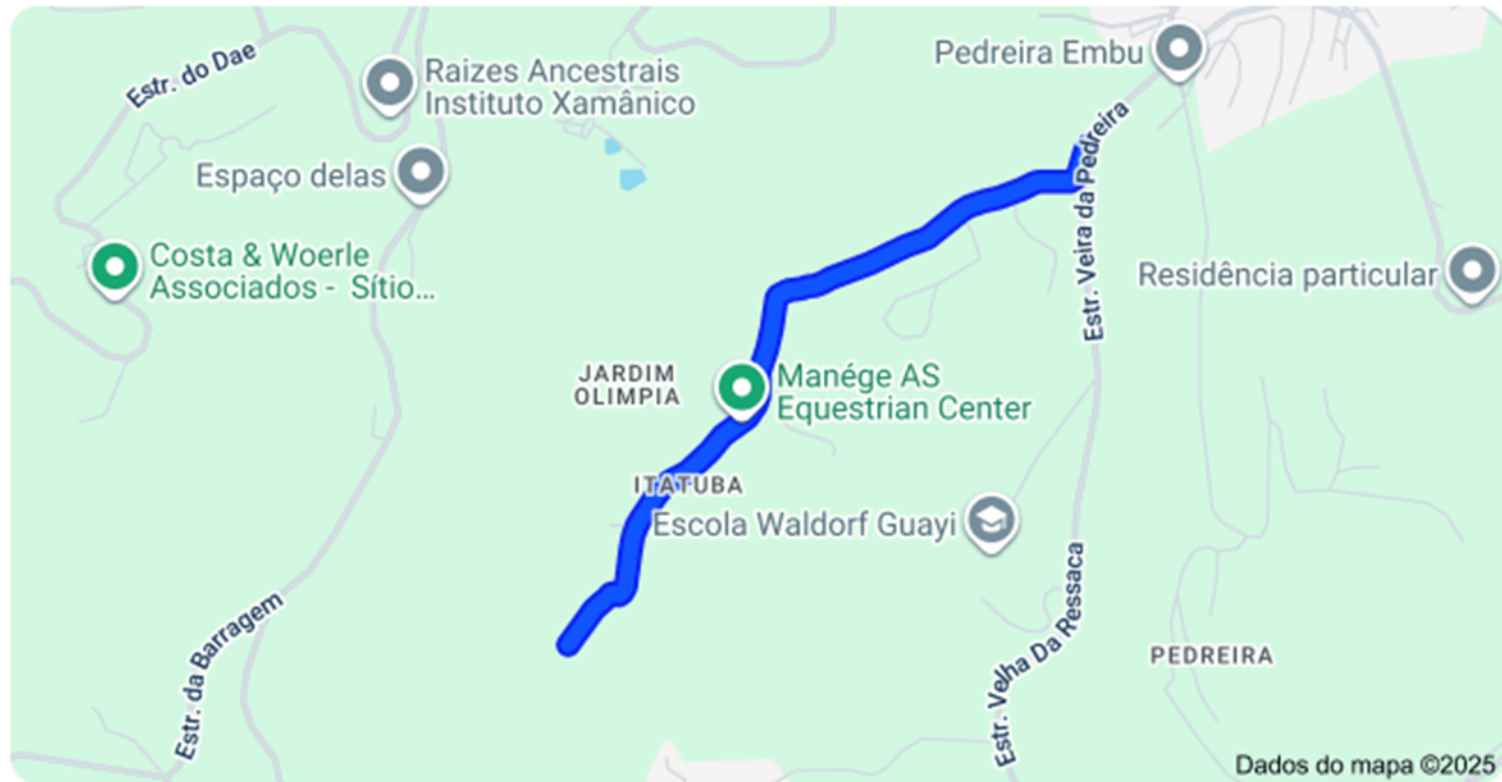 Estr. do Dae
Raizes Ancestrais
Instituto Xamânico
Pedreira Embu
Espaço delas
Estr. Veira da Pedreira
Costa & Woerle
Associados - Sítio...
Residência particular
JARDIM
OLIMPIA
Manége AS
Equestrian Center
ITATUBA
Escola Waldorf Guayi
Estr. da Barragem
Estr. Velha Da Ressaca
PEDREIRA
Dados do mapa ©2025